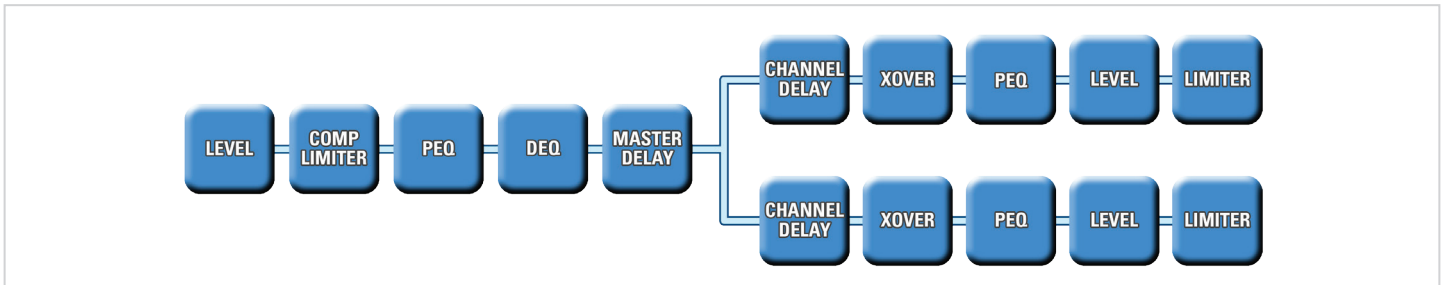 LEVEL
COMP
LIMITER
PEQ
DEQ
MASTER
DELAY
CHANNEL
DELAY
XOVER
PEQ
LEVEL
LIMITER
CHANNEL
DELAY
XOVER
PEQ
LEVEL
LIMITER